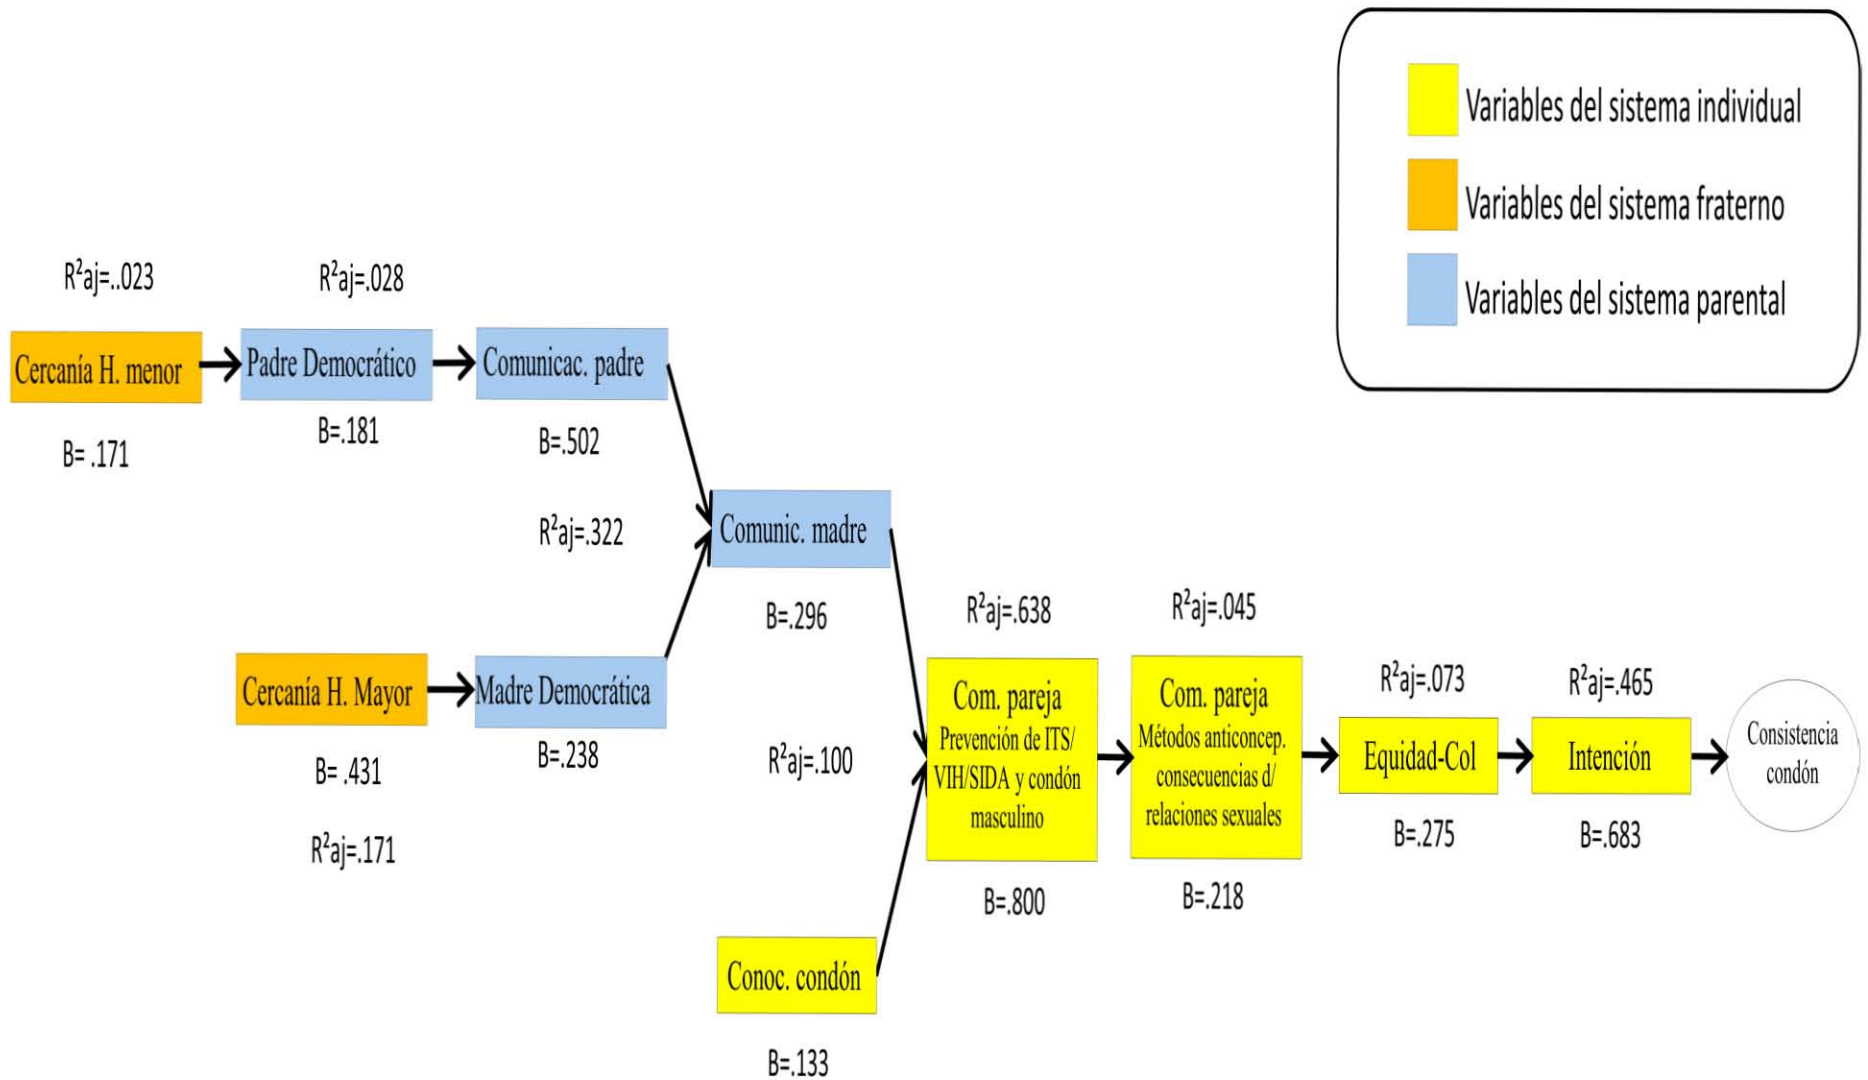 Variables del sistema individual
Variables del sistema fraterno
Variables del sistema parental
R²aj=..023
R²aj=.028
Cercanía H. menor
Padre Democrático
Comunicac. padre
B= .171
B=.181
B=.502
R²aj=.322
Comunic. madre
B=.296
Cercanía H. Mayor
Madre Democrática
B= .431
B=.238
R²aj=.171
R²aj=.100
R²aj=.638
R²aj=.045
R²aj=.073
R²aj=.465
Com. pareja
Prevención de ITS/
VIH/SIDA y condón
masculino
Com. pareja
Métodos anticoncep.
consecuencias d/
relaciones sexuales
Equidad-Col
Intención
Consistencia
condón
B=.800
B=.218
B=.275
B=.683
Conoc. condón
B=.133